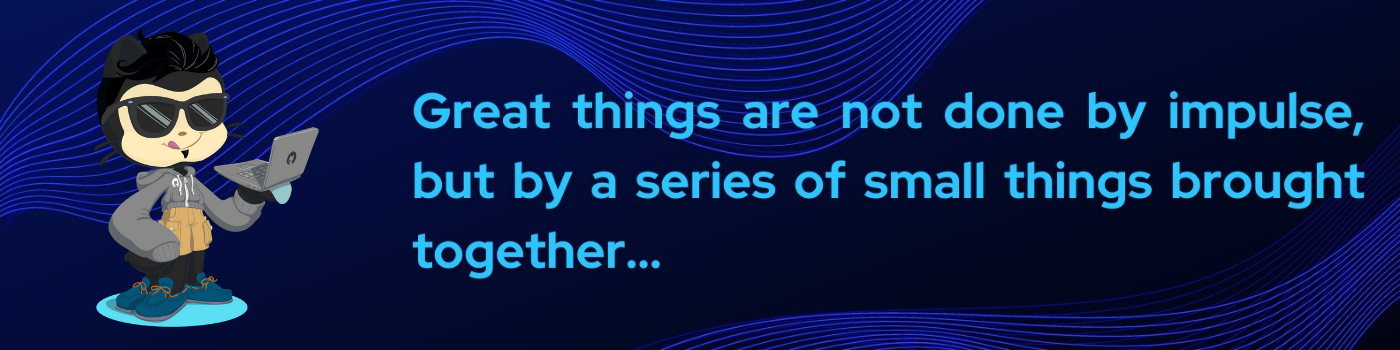 Great things are not done by impulse,
but by a series of small things brought
together...